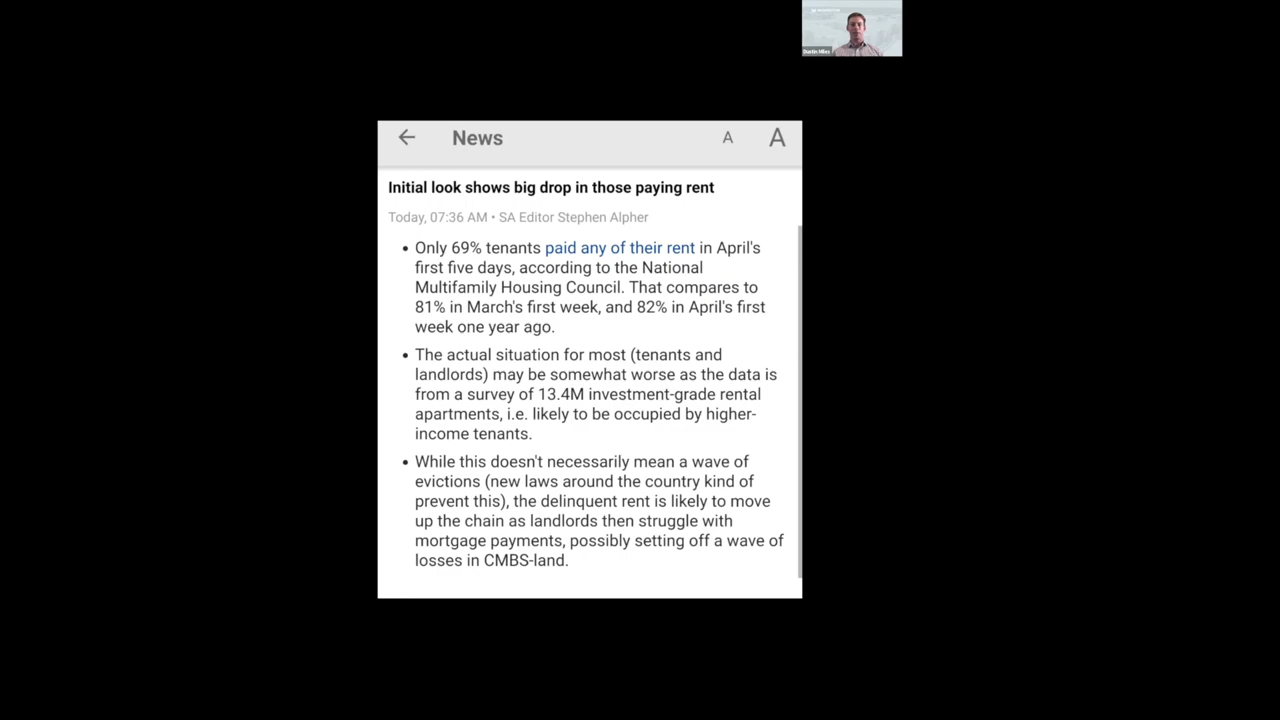 Dustin Miles
News
A
A
Initial look shows big drop in those paying rent
Today, 07:36 AM • SA Editor Stephen Alpher
• Only 69% tenants paid any of their rent in April's
first five days, according to the National
Multifamily Housing Council. That compares to
81% in March's first week, and 82% in April's first
week one year ago.
• The actual situation for most (tenants and
landlords) may be somewhat worse as the data is
from a survey of 13.4M investment-grade rental
apartments, i.e. likely to be occupied by higher-
income tenants.
• While this doesn't necessarily mean a wave of
evictions (new laws around the country kind of
prevent this), the delinquent rent is likely to move
up the chain as landlords then struggle with
mortgage payments, possibly setting off a wave of
losses in CMBS-land.